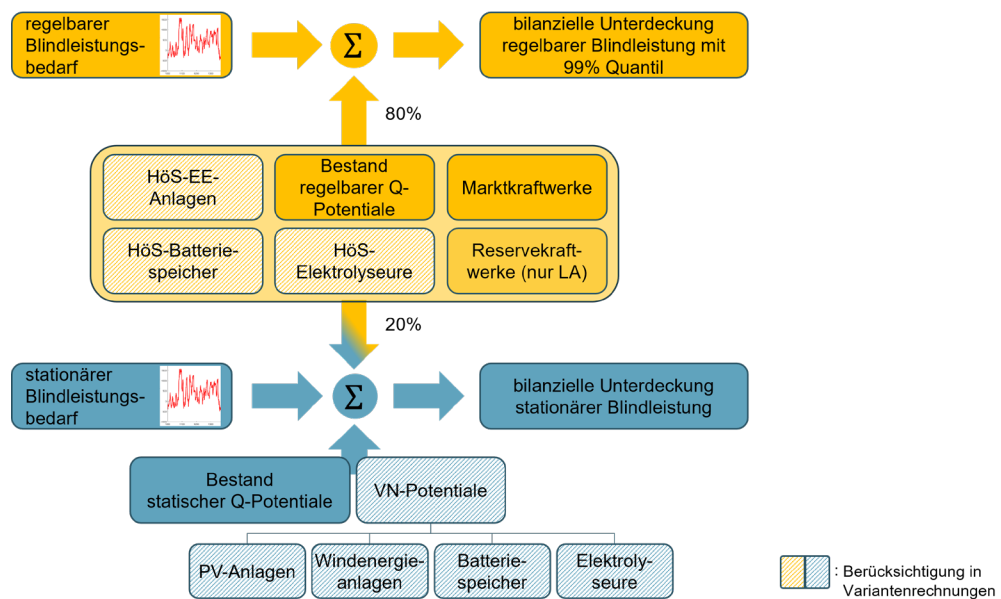 regelbarer
Blindleistungs-
bedarf
Σ
bilanzielle Unterdeckung
regelbarer Blindleistung mit
99% Quantil
80%
HöS-EE-
Anlagen
Bestand
regelbarer Q-
Potentiale
Marktkraftwerke
HöS-Batterie-
speicher
HöS-
Elektrolyseure
Reservekraft-
werke (nur LA)
20%
stationärer
Blindleistungs-
bedarf
Σ
bilanzielle Unterdeckung
stationärer Blindleistung
Bestand
statischer Q-Potentiale
VN-Potentiale
PV-Anlagen
Windenergie-
anlagen
Batterie-
speicher
Elektroly-
seure
: Berücksichtigung in
Variantenrechnungen